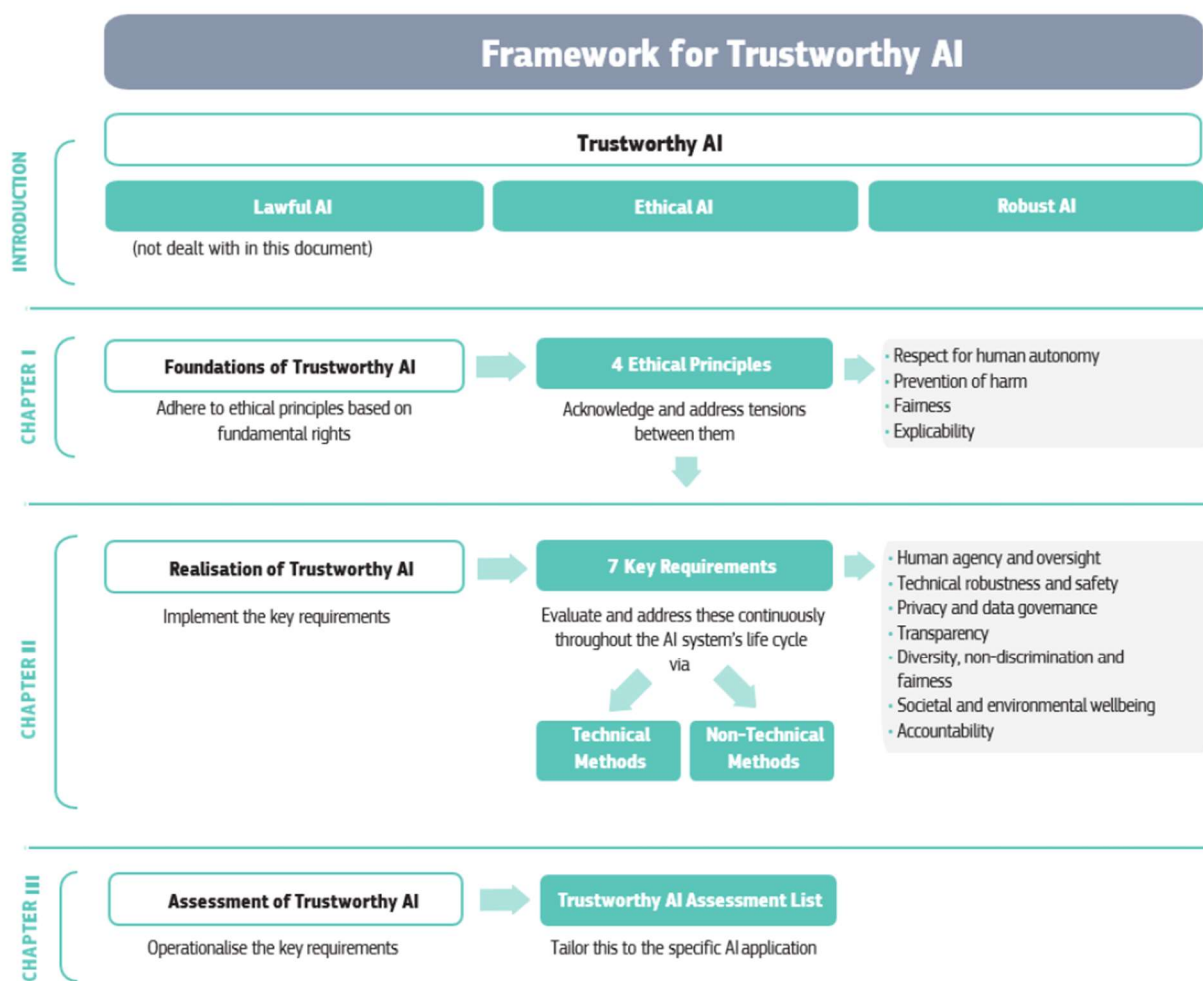 Framework for Trustworthy AI
INTRODUCTION
Trustworthy AI
Lawful AI
Ethical AI
Robust AI
(not dealt with in this document)
CHAPTER I
Foundations of Trustworthy AI
Adhere to ethical principles based on
fundamental rights
4 Ethical Principles
Acknowledge and address tensions
between them
• Respect for human autonomy
• Prevention of harm
• Fairness
• Explicability
CHAPTER II
Realisation of Trustworthy AI
Implement the key requirements
7 Key Requirements
Evaluate and address these continuously
throughout the AI system's life cycle
via
Technical
Methods
Non-Technical
Methods
• Human agency and oversight
• Technical robustness and safety
• Privacy and data governance
• Transparency
• Diversity, non-discrimination and
fairness
• Societal and environmental wellbeing
• Accountability
CHAPTER III
Assessment of Trustworthy AI
Operationalise the key requirements
Trustworthy AI Assessment List
Tailor this to the specific AI application